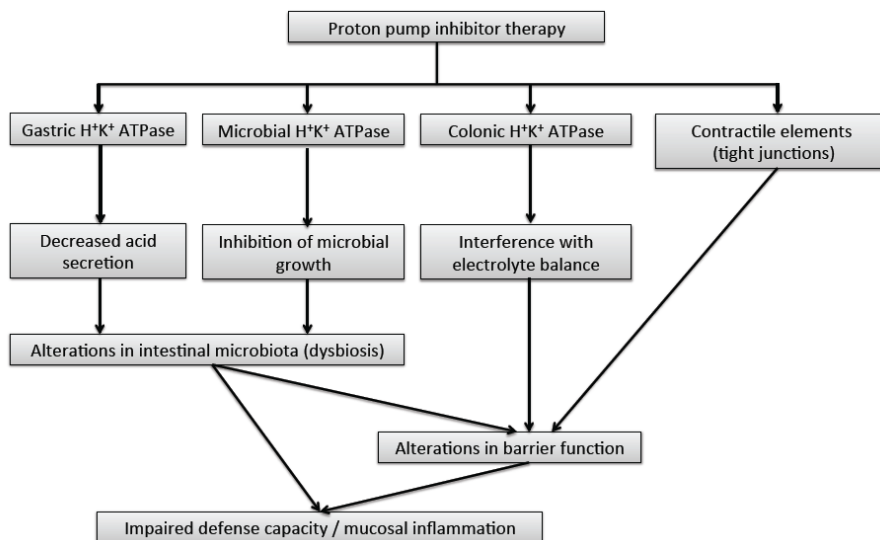 Proton pump inhibitor therapy
Gastric H⁺K⁺ ATPase
Microbial H⁺K⁺ ATPase
Colonic H⁺K⁺ ATPase
Contractile elements
(tight junctions)
Decreased acid
secretion
Inhibition of microbial
growth
Interference with
electrolyte balance
Alterations in intestinal microbiota (dysbiosis)
Alterations in barrier function
Impaired defense capacity / mucosal inflammation